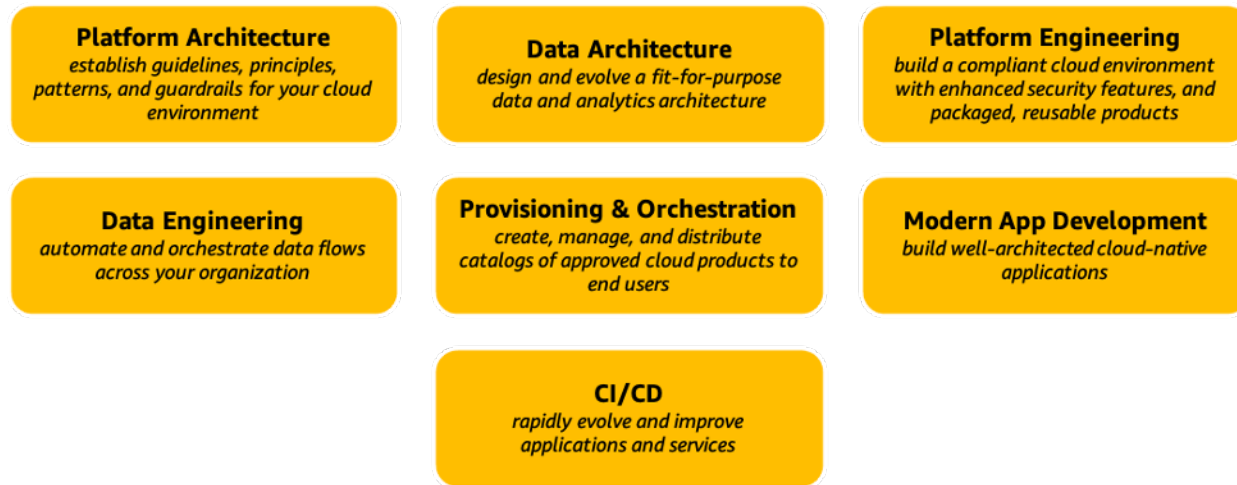 Platform Architecture
establish guidelines, principles,
patterns, and guardrails for your cloud
environment
Data Architecture
design and evolve a fit-for-purpose
data and analytics architecture
Platform Engineering
build a compliant cloud environment
with enhanced security features, and
packaged, reusable products
Data Engineering
automate and orchestrate data flows
across your organization
Provisioning & Orchestration
create, manage, and distribute
catalogs of approved cloud products to
end users
Modern App Development
build well-architected cloud-native
applications
CI/CD
rapidly evolve and improve
applications and services